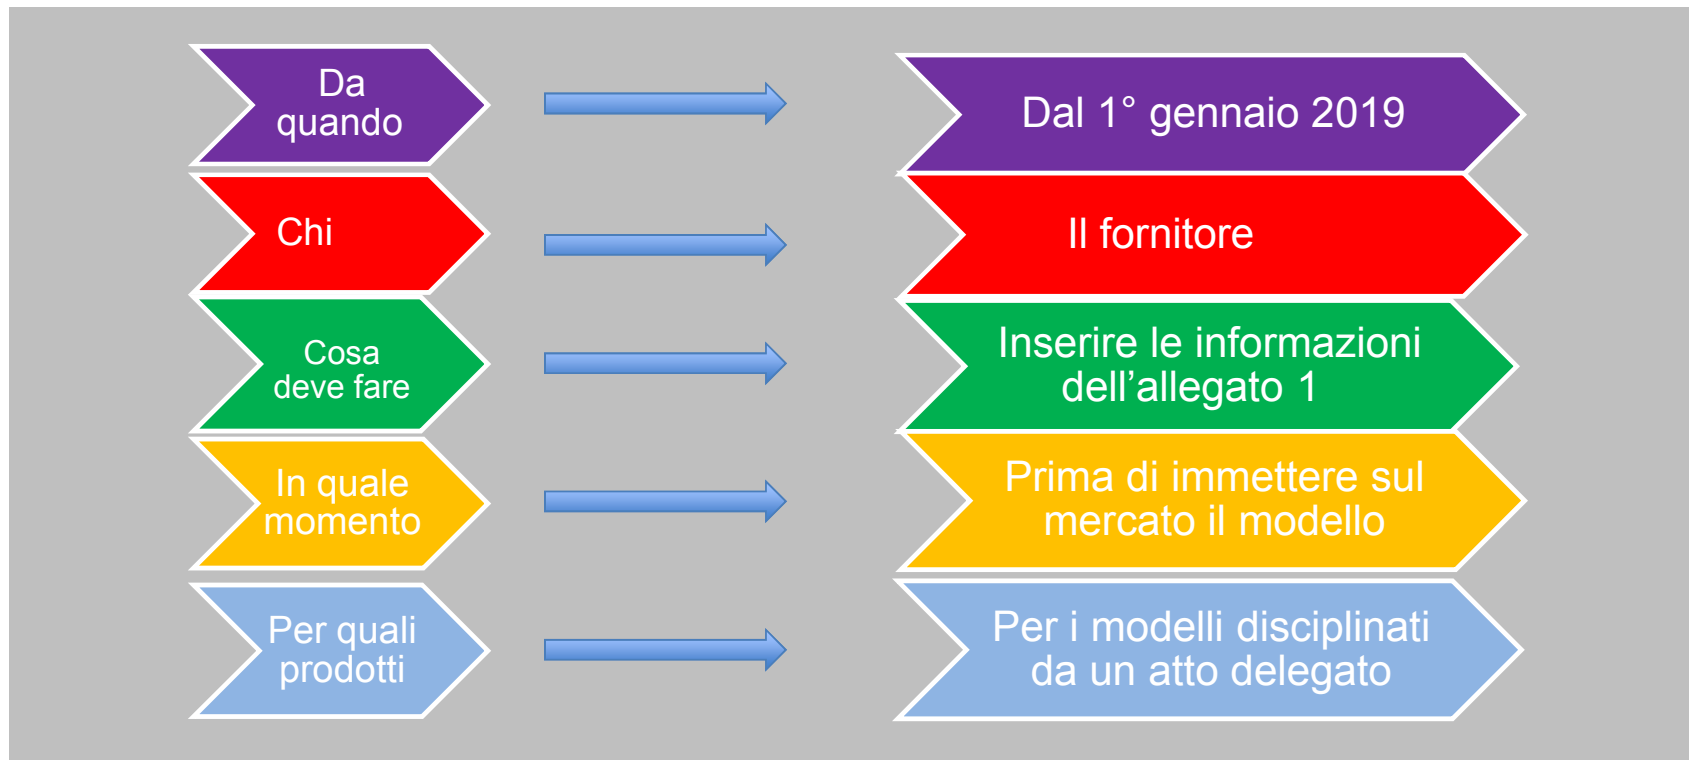 Da
quando
Dal 1° gennaio 2019
Chi
Il fornitore
Cosa
deve fare
Inserire le informazioni
dell’allegato 1
In quale
momento
Prima di immettere sul
mercato il modello
Per quali
prodotti
Per i modelli disciplinati
da un atto delegato